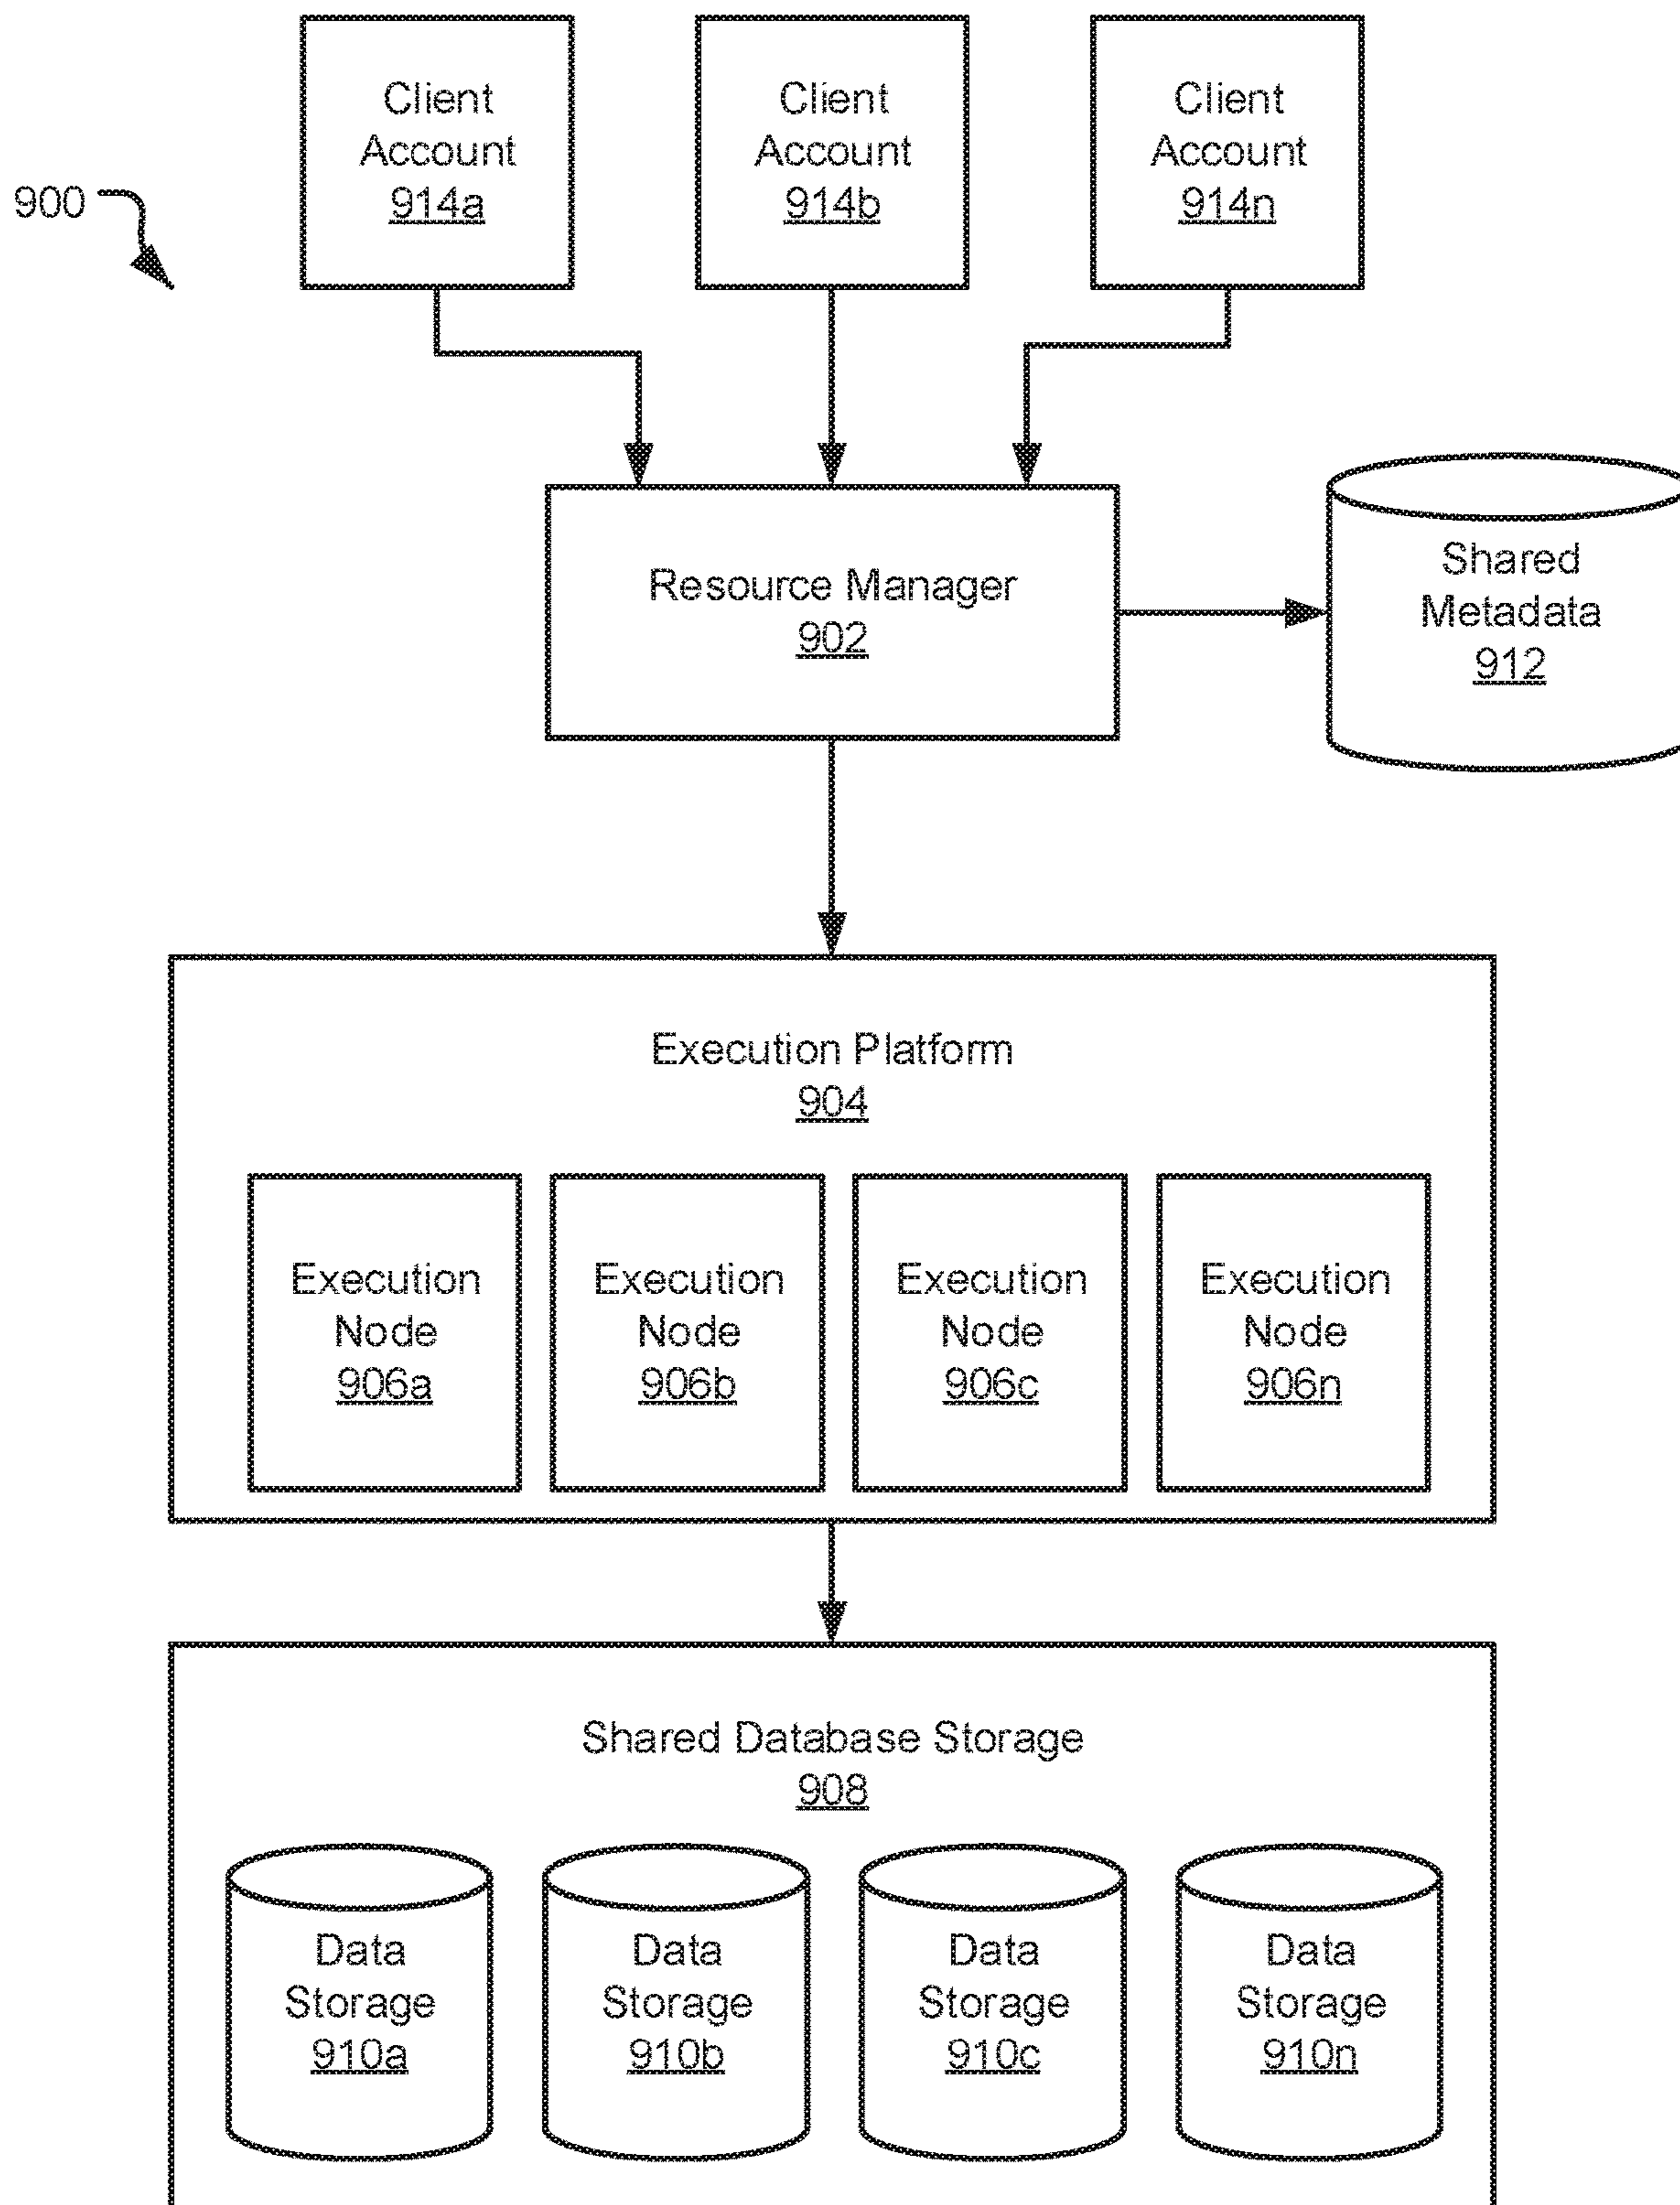 Client
Account
914a
Client
Account
914b
Client
Account
914n
900
Resource Manager
902
Shared
Metadata
912
Execution Platform
904
Execution
Node
906a
Execution
Node
906b
Execution
Node
906c
Execution
Node
906n
Shared Database Storage
908
Data
Storage
910a
Data
Storage
910b
Data
Storage
910c
Data
Storage
910n